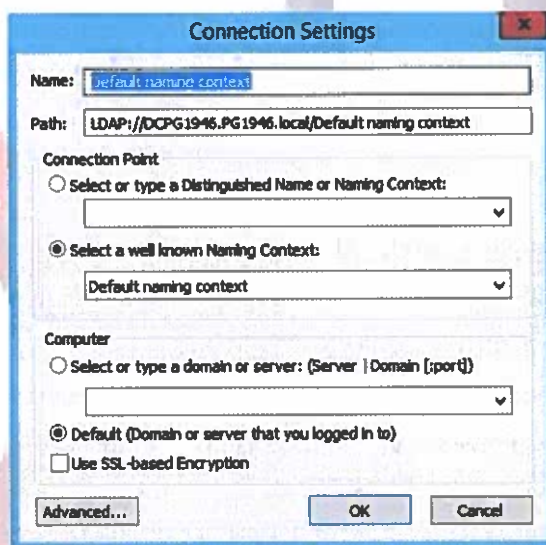 Connection Settings
x
Name: Default naming context
Path: LDAP://DCPG1946.PG1946.local/Default naming context
Connection Point
Select or type a Distinguished Name or Naming Context:
Select a well known Naming Context:
Default naming context
Computer
Select or type a domain or server: (Server | Domain [:port])
Default (Domain or server that you logged in to)
Use SSL-based Encryption
Advanced...
OK
Cancel